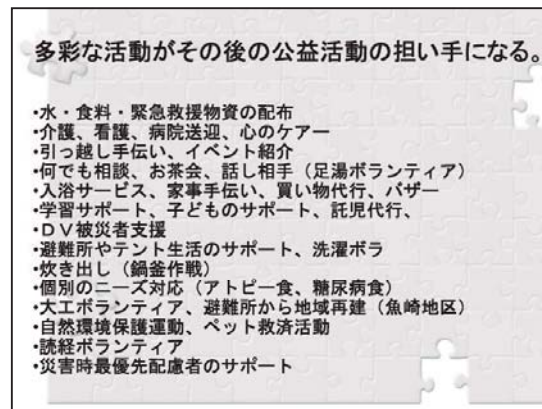 多彩な活動がその後の公益活動の担い手になる。
・水・食料・緊急救援物資の配布
・介護、看護、病院送迎、心のケアー
・引っ越し手伝い、イベント紹介
・何でも相談、お茶会、話し相手（足湯ボランティア）
・入浴サービス、家事手伝い、買い物代行、バザー
・学習サポート、子どものサポート、託児代行、
・ＤＶ被災者支援
・避難所やテント生活のサポート、洗濯ボラ
・炊き出し（鍋釜作戦）
・個別のニーズ対応（アトピー食、糖尿病食）
・大工ボランティア、避難所から地域再建（魚崎地区）
・自然環境保護運動、ペット救済活動
・読経ボランティア
・災害時最優先配慮者のサポート